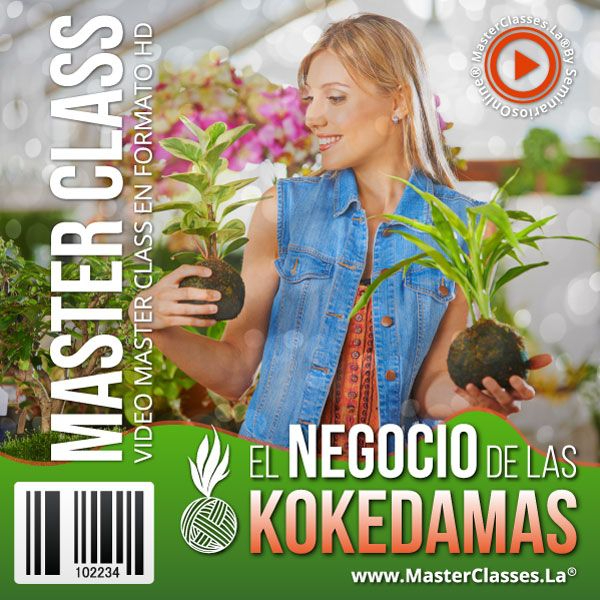 MASTER CLASS
VIDEO MASTER CLASS EN FORMATO HD
MasterClasses.La® By SeminariosOnline®
EL NEGOCIO DE LAS
KOKEDAMAS
102234
www.MasterClasses.La®